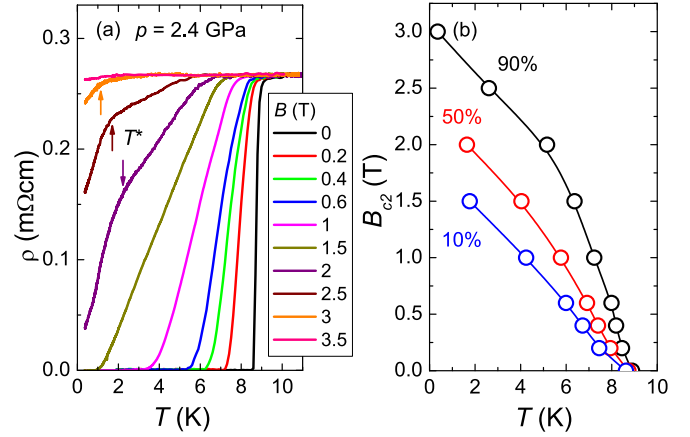 (a) p = 2.4 GPa
ρ (mΩcm)
0.3
0.2
0.1
0.0
0 2 4 6 8 10
T (K)
T*
B (T)
0
0.2
0.4
0.6
1
1.5
2
2.5
3
3.5
(b)
B_{c2} (T)
3.0
2.5
2.0
1.5
1.0
0.5
0.0
0 2 4 6 8 10
T (K)
90%
50%
10%